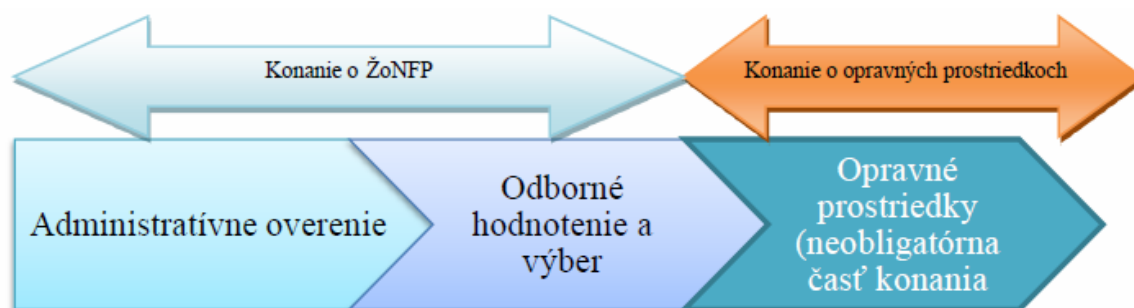 Konanie o ŽoNFP
Konanie o opravných prostriedkoch
Administratívne overenie
Odborné
hodnotenie a
výber
Opravné
prostriedky
(neobligatórna
časť konania